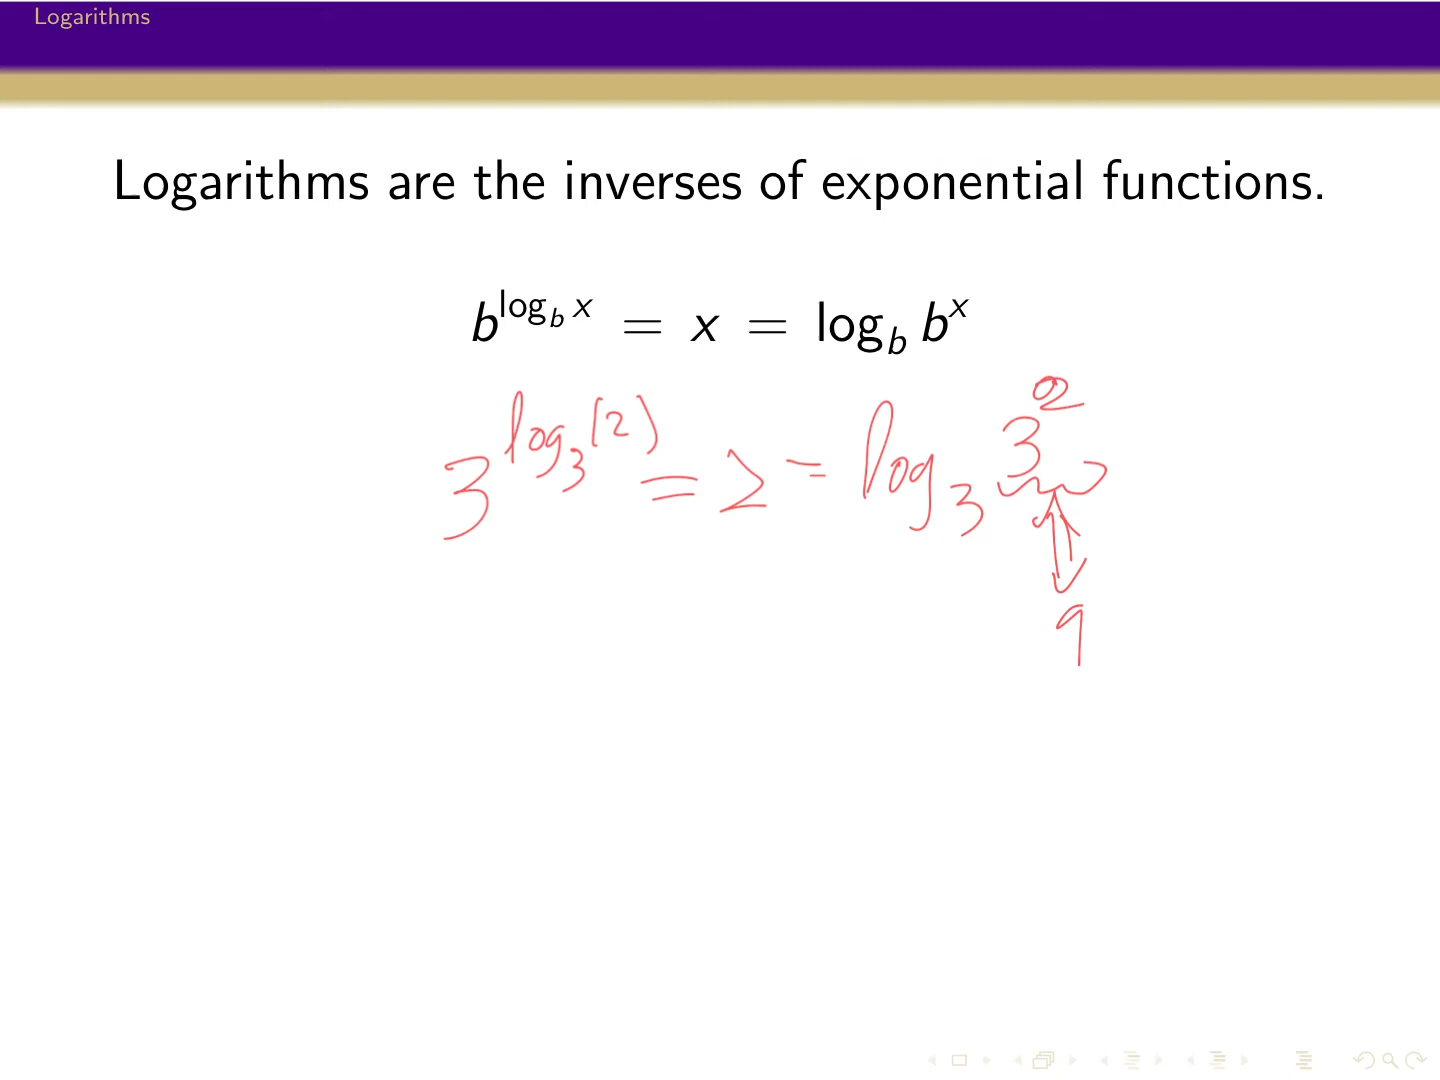 Logarithms
Logarithms are the inverses of exponential functions.
b^{log_b x} = x = log_b b^x
3^{log_3(2)} = 2 = log_3 3^2
9